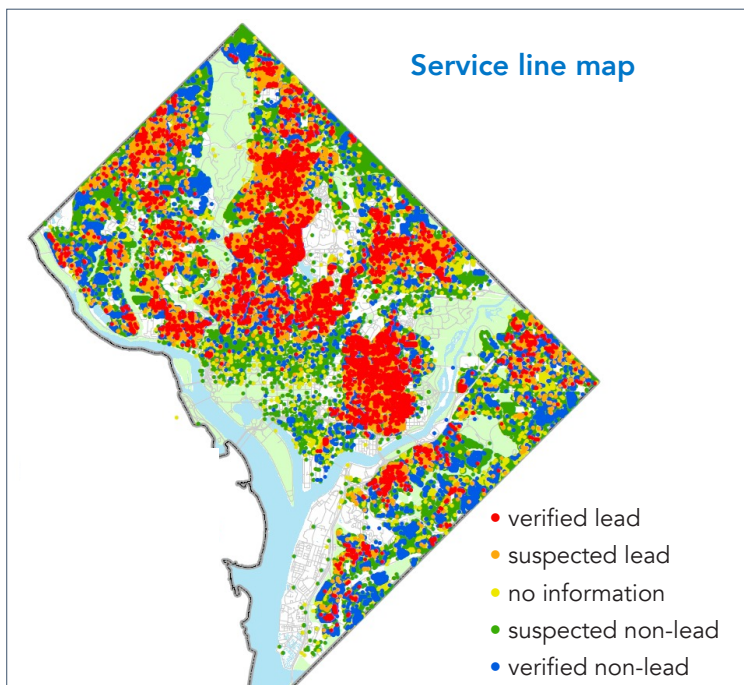 Service line map
verified lead
suspected lead
no information
suspected non-lead
verified non-lead